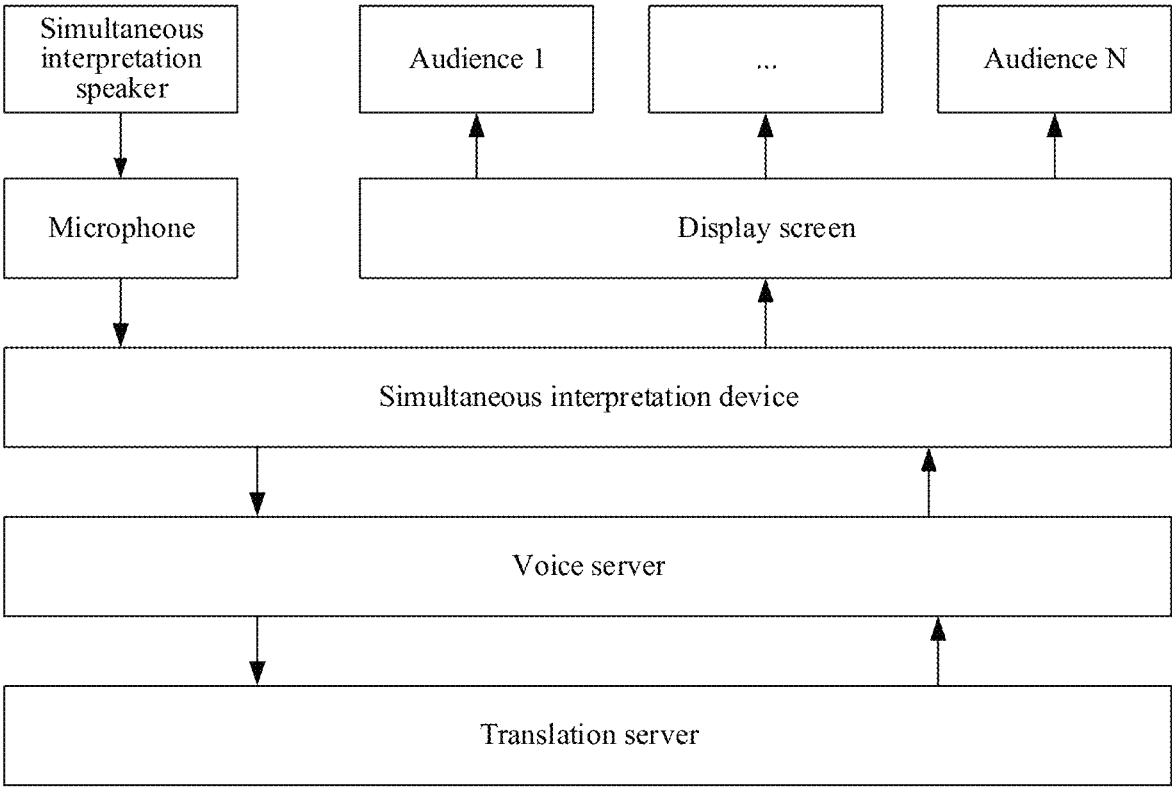 Simultaneous
interpretation
speaker
Audience 1
...
Audience N
Microphone
Display screen
Simultaneous interpretation device
Voice server
Translation server